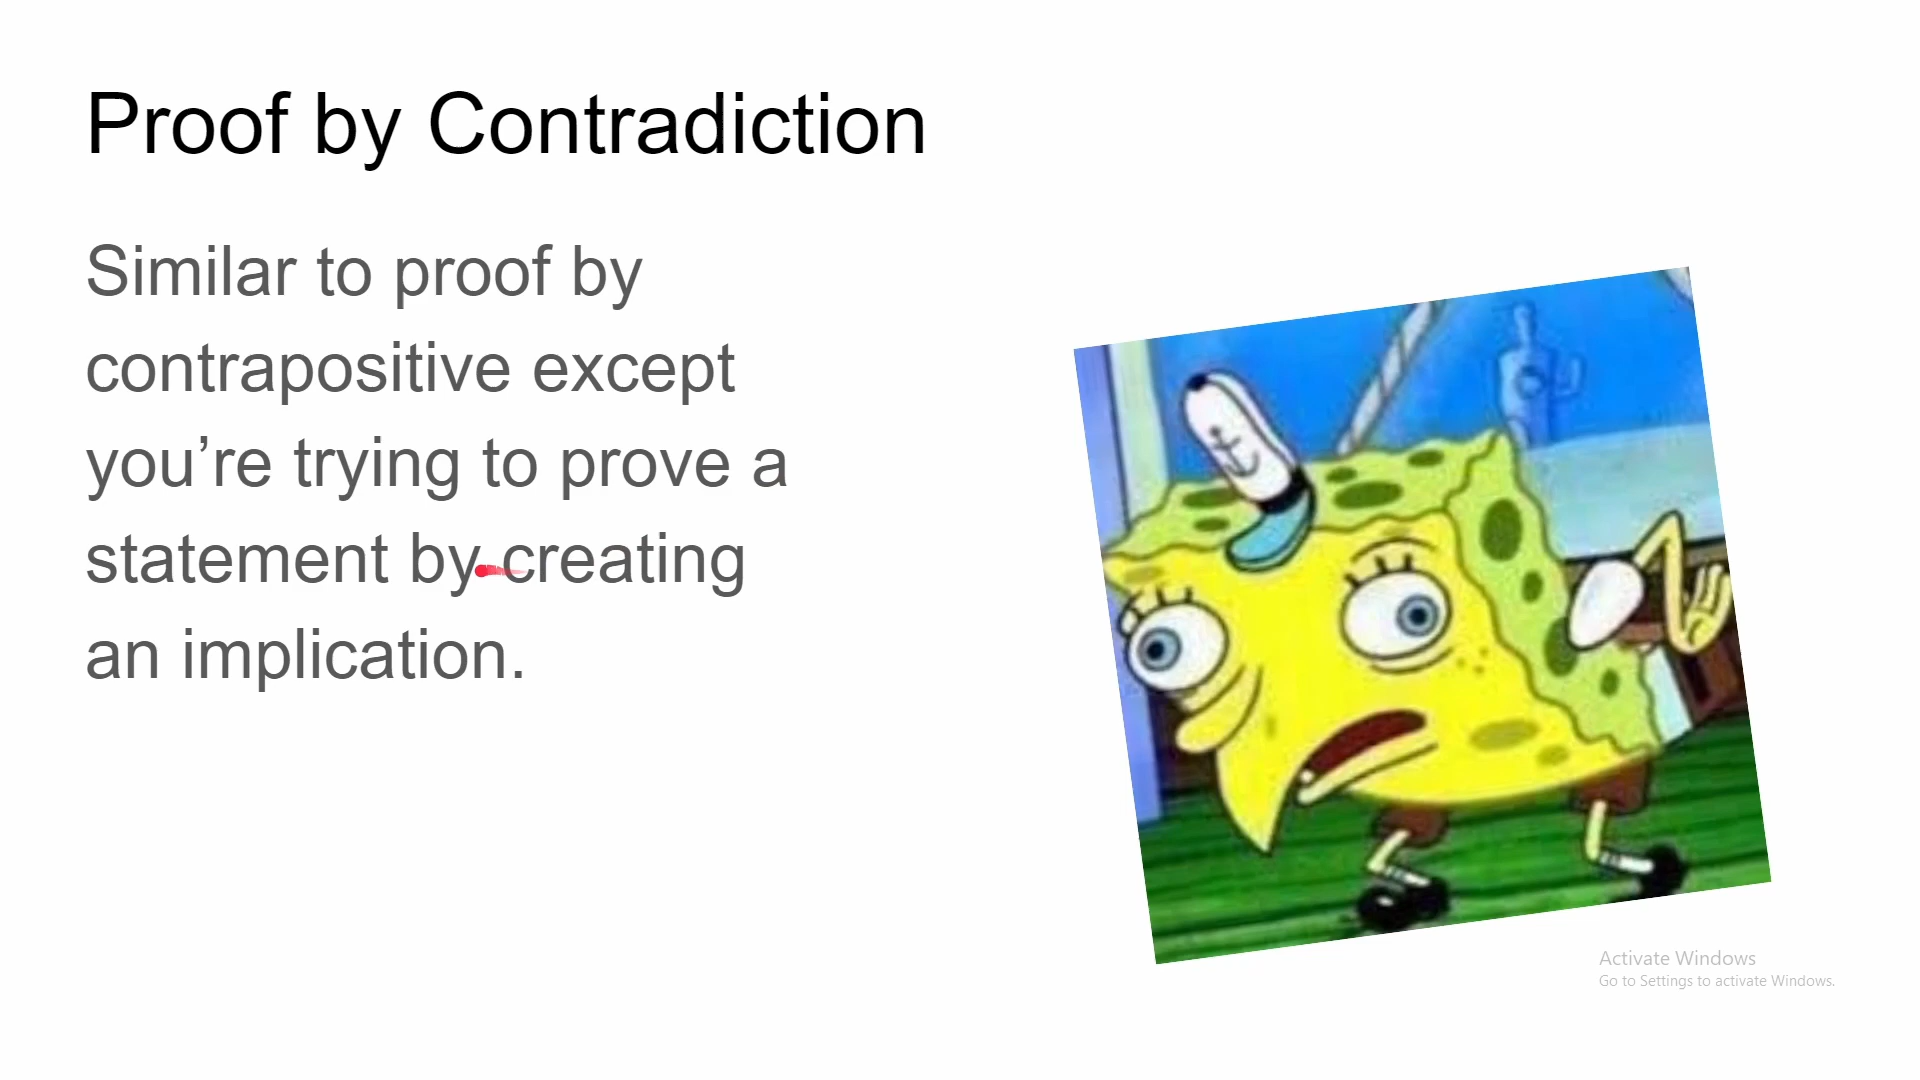 Proof by Contradiction
Similar to proof by
contrapositive except
you’re trying to prove a
statement by creating
an implication.
Activate Windows
Go to Settings to activate Windows.